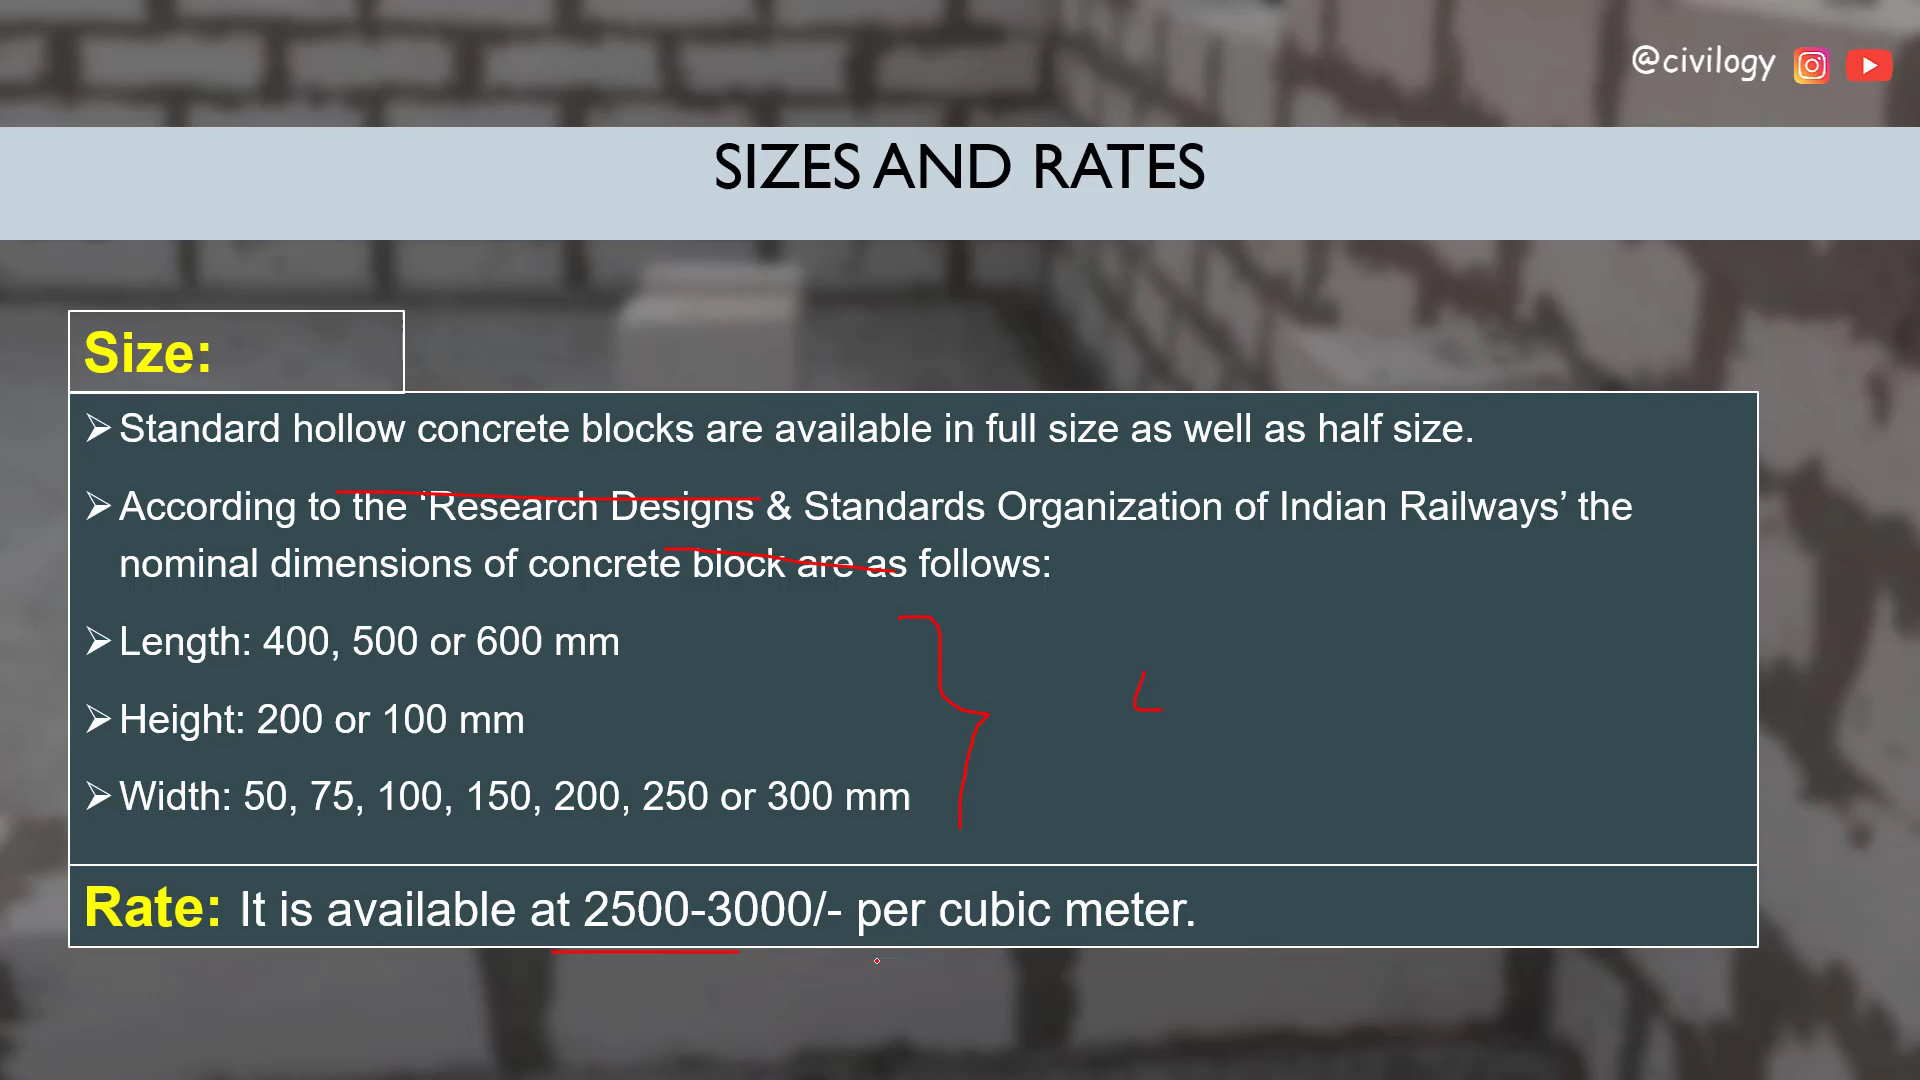 @civilogy
SIZES AND RATES
Size:
➢ Standard hollow concrete blocks are available in full size as well as half size.
➢ According to the ‘Research Designs & Standards Organization of Indian Railways’ the
nominal dimensions of concrete block are as follows:
➢ Length: 400, 500 or 600 mm
➢ Height: 200 or 100 mm
➢ Width: 50, 75, 100, 150, 200, 250 or 300 mm
Rate: It is available at 2500-3000/- per cubic meter.